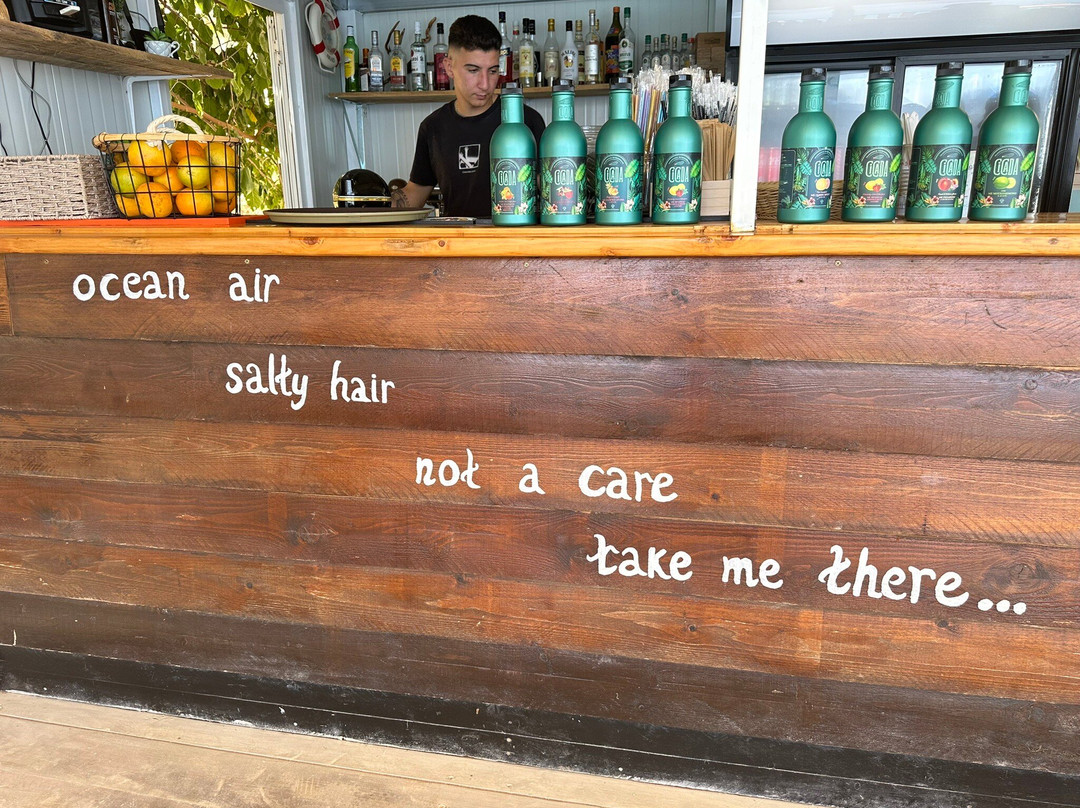 ocean air
salty hair
not a care
take me there...